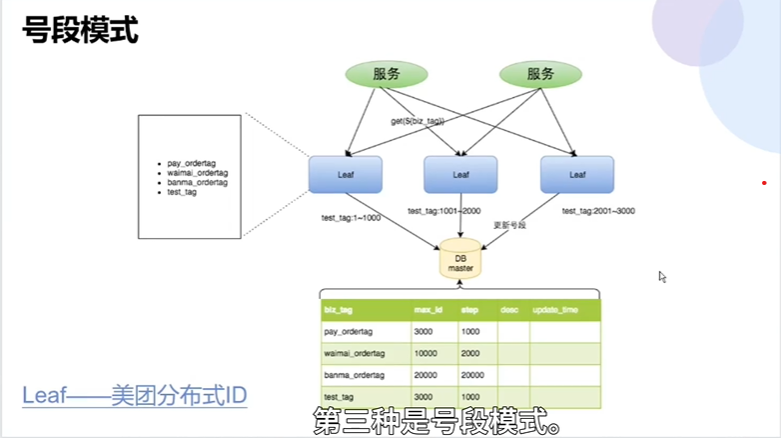 号段模式
服务
服务
get(${biz_tag})
pay_ordertag
waimai_ordertag
banma_ordertag
test_tag
Leaf
Leaf
Leaf
test_tag:1~1000
test_tag:1001~2000
test_tag:2001~3000
更新号段
DB
master
biz_tag max_id step desc update_time
pay_ordertag 3000 1000
waimai_ordertag 10000 2000
banma_ordertag 20000 20000
test_tag 3000 1000
Leaf——美团分布式ID
第三种是号段模式。